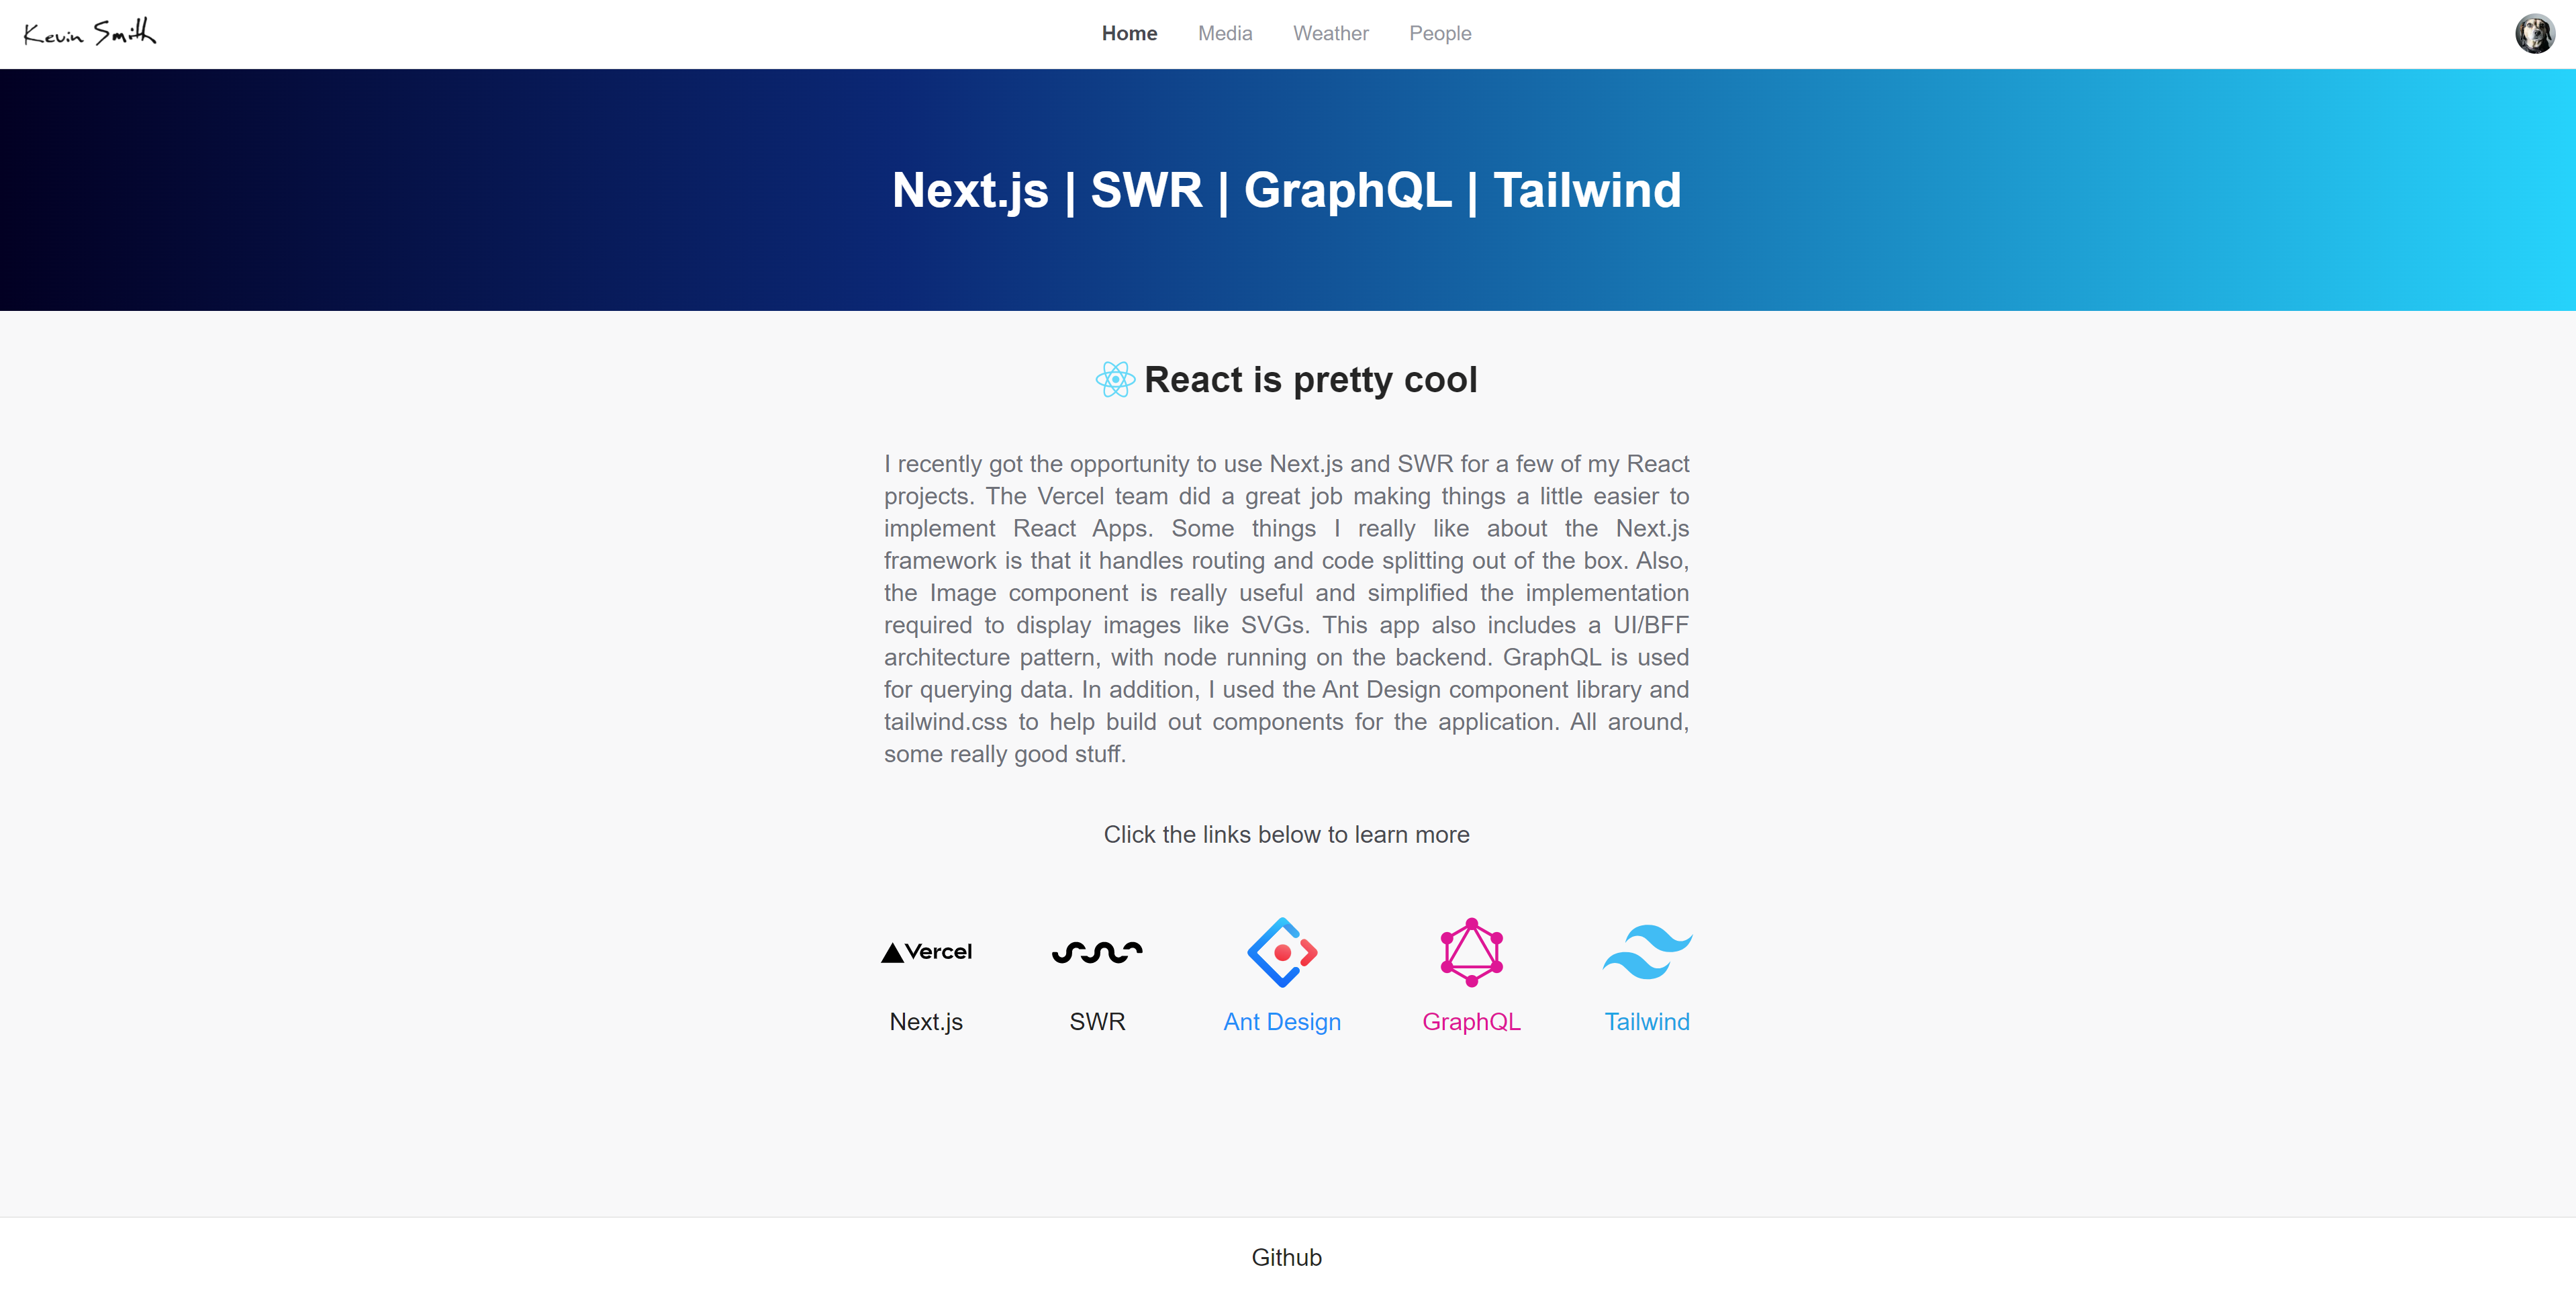 Kevin Smith
Home Media Weather People
Next.js | SWR | GraphQL | Tailwind
React is pretty cool
I recently got the opportunity to use Next.js and SWR for a few of my React
projects. The Vercel team did a great job making things a little easier to
implement React Apps. Some things I really like about the Next.js
framework is that it handles routing and code splitting out of the box. Also,
the Image component is really useful and simplified the implementation
required to display images like SVGs. This app also includes a UI/BFF
architecture pattern, with node running on the backend. GraphQL is used
for querying data. In addition, I used the Ant Design component library and
tailwind.css to help build out components for the application. All around,
some really good stuff.
Click the links below to learn more
Vercel
Next.js SWR Ant Design GraphQL Tailwind
Github